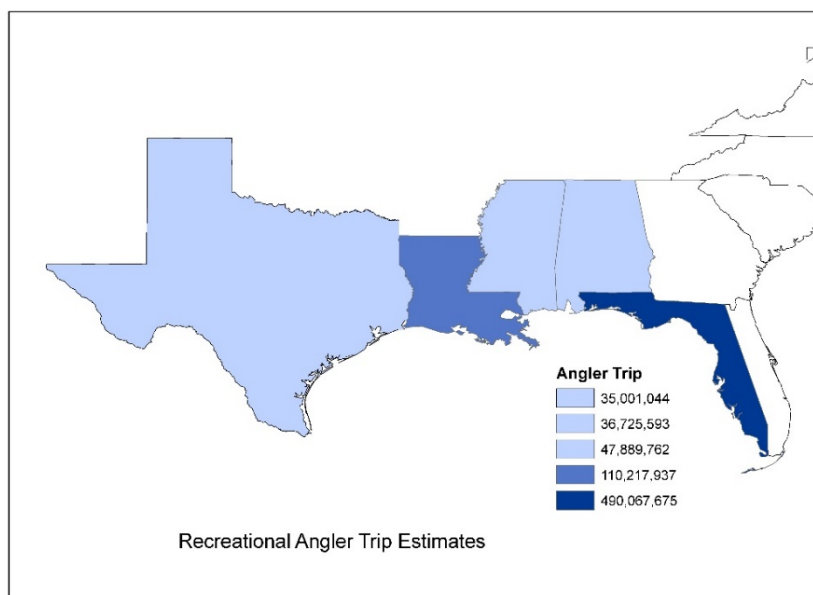 Angler Trip
35,001,044
36,725,593
47,889,762
110,217,937
490,067,675
Recreational Angler Trip Estimates